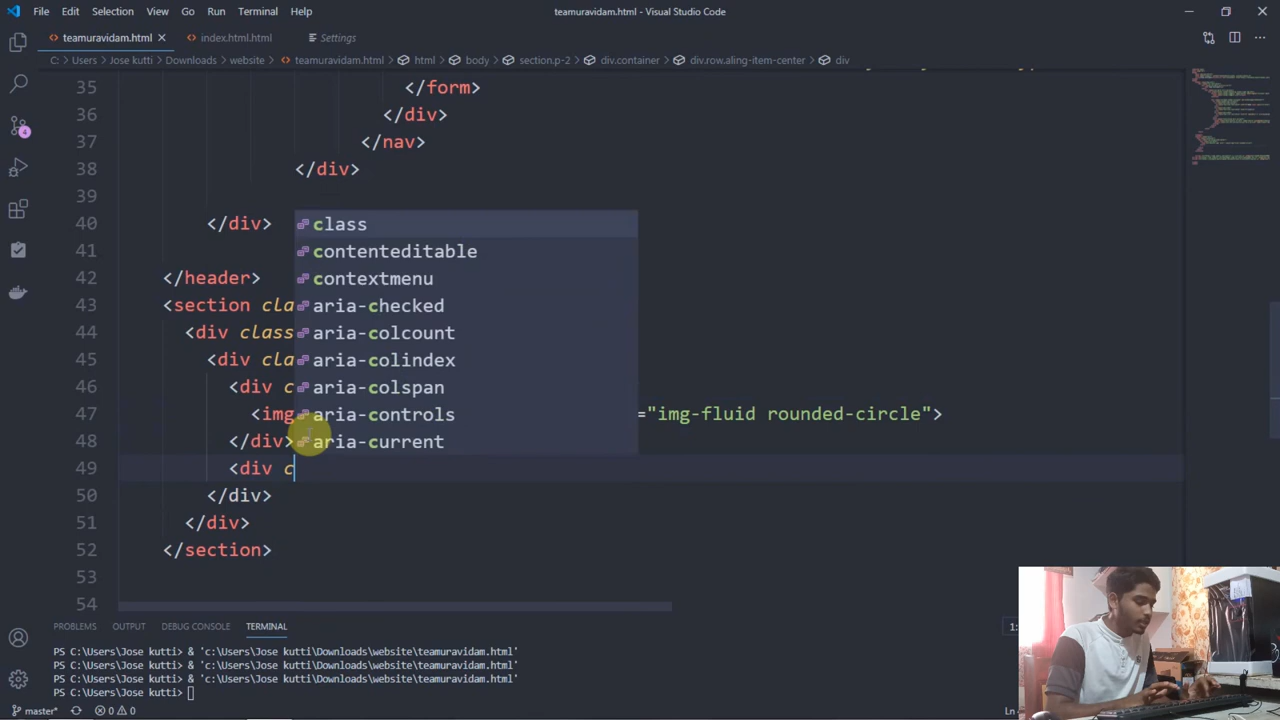 File Edit Selection View Go Run Terminal Help teamuravidam.html - Visual Studio Code
teamuravidam.html index.html.html Settings
C: > Users > Jose kutti > Downloads > website > teamuravidam.html > html > body > section.p-2 > div.container > div.row.aling-item-center > div
35 </form>
36 </div>
37 </nav>
38 </div>
39
40 </div>
41
42 </header>
43 <section cla
44 <div class
45 <div cla
46 <div c
47 <img ="img-fluid rounded-circle">
48 </div>
49 <div c
50 </div>
51 </div>
52 </section>
53
54
class
contenteditable
contextmenu
aria-checked
aria-colcount
aria-colindex
aria-colspan
aria-controls
aria-current
4
PROBLEMS OUTPUT DEBUG CONSOLE TERMINAL 1:
PS C:\Users\Jose kutti> & 'c:\Users\Jose kutti\Downloads\website\teamuravidam.html'
PS C:\Users\Jose kutti> & 'c:\Users\Jose kutti\Downloads\website\teamuravidam.html'
PS C:\Users\Jose kutti> & 'c:\Users\Jose kutti\Downloads\website\teamuravidam.html'
PS C:\Users\Jose kutti>
master* 0 0 Ln